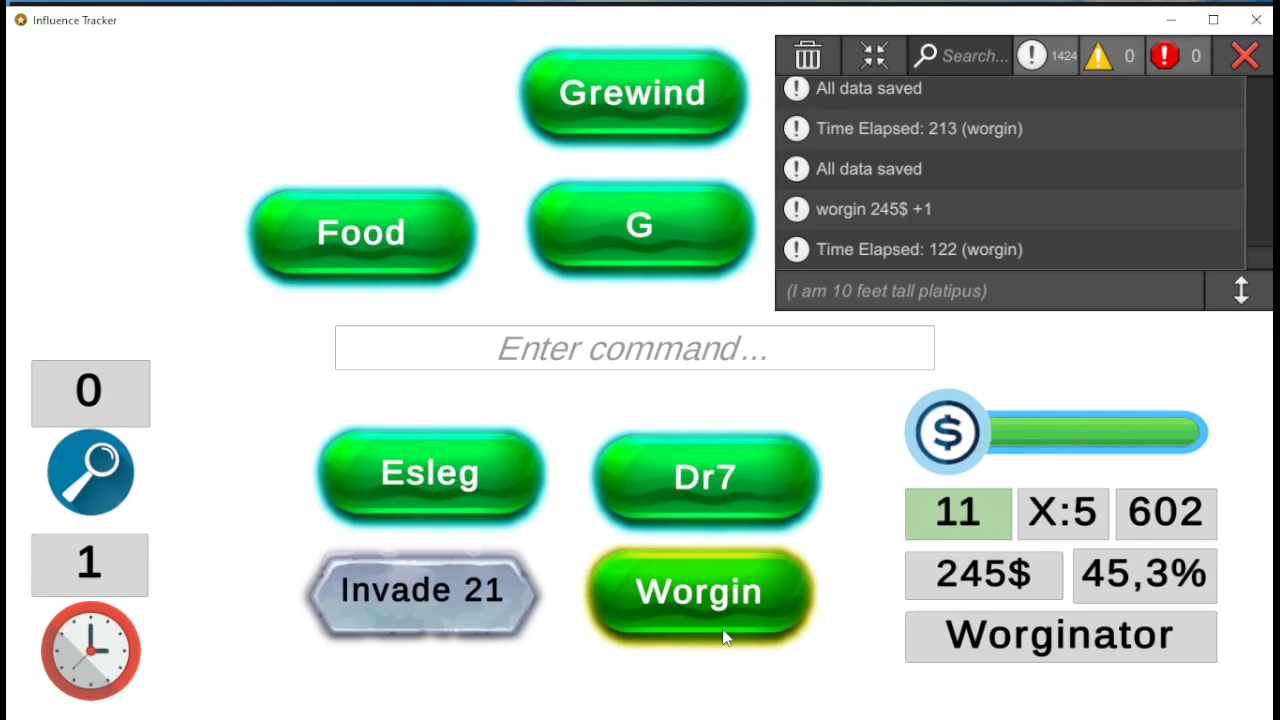 Influence Tracker
Grewind
Food
G
Search...
1424
0
0
All data saved
Time Elapsed: 213 (worgin)
All data saved
worgin 245$ +1
Time Elapsed: 122 (worgin)
(I am 10 feet tall platipus)
Enter command...
0
1
Esleg
Dr7
Invade 21
Worgin
$
11
X:5
602
245$
45,3%
Worginator